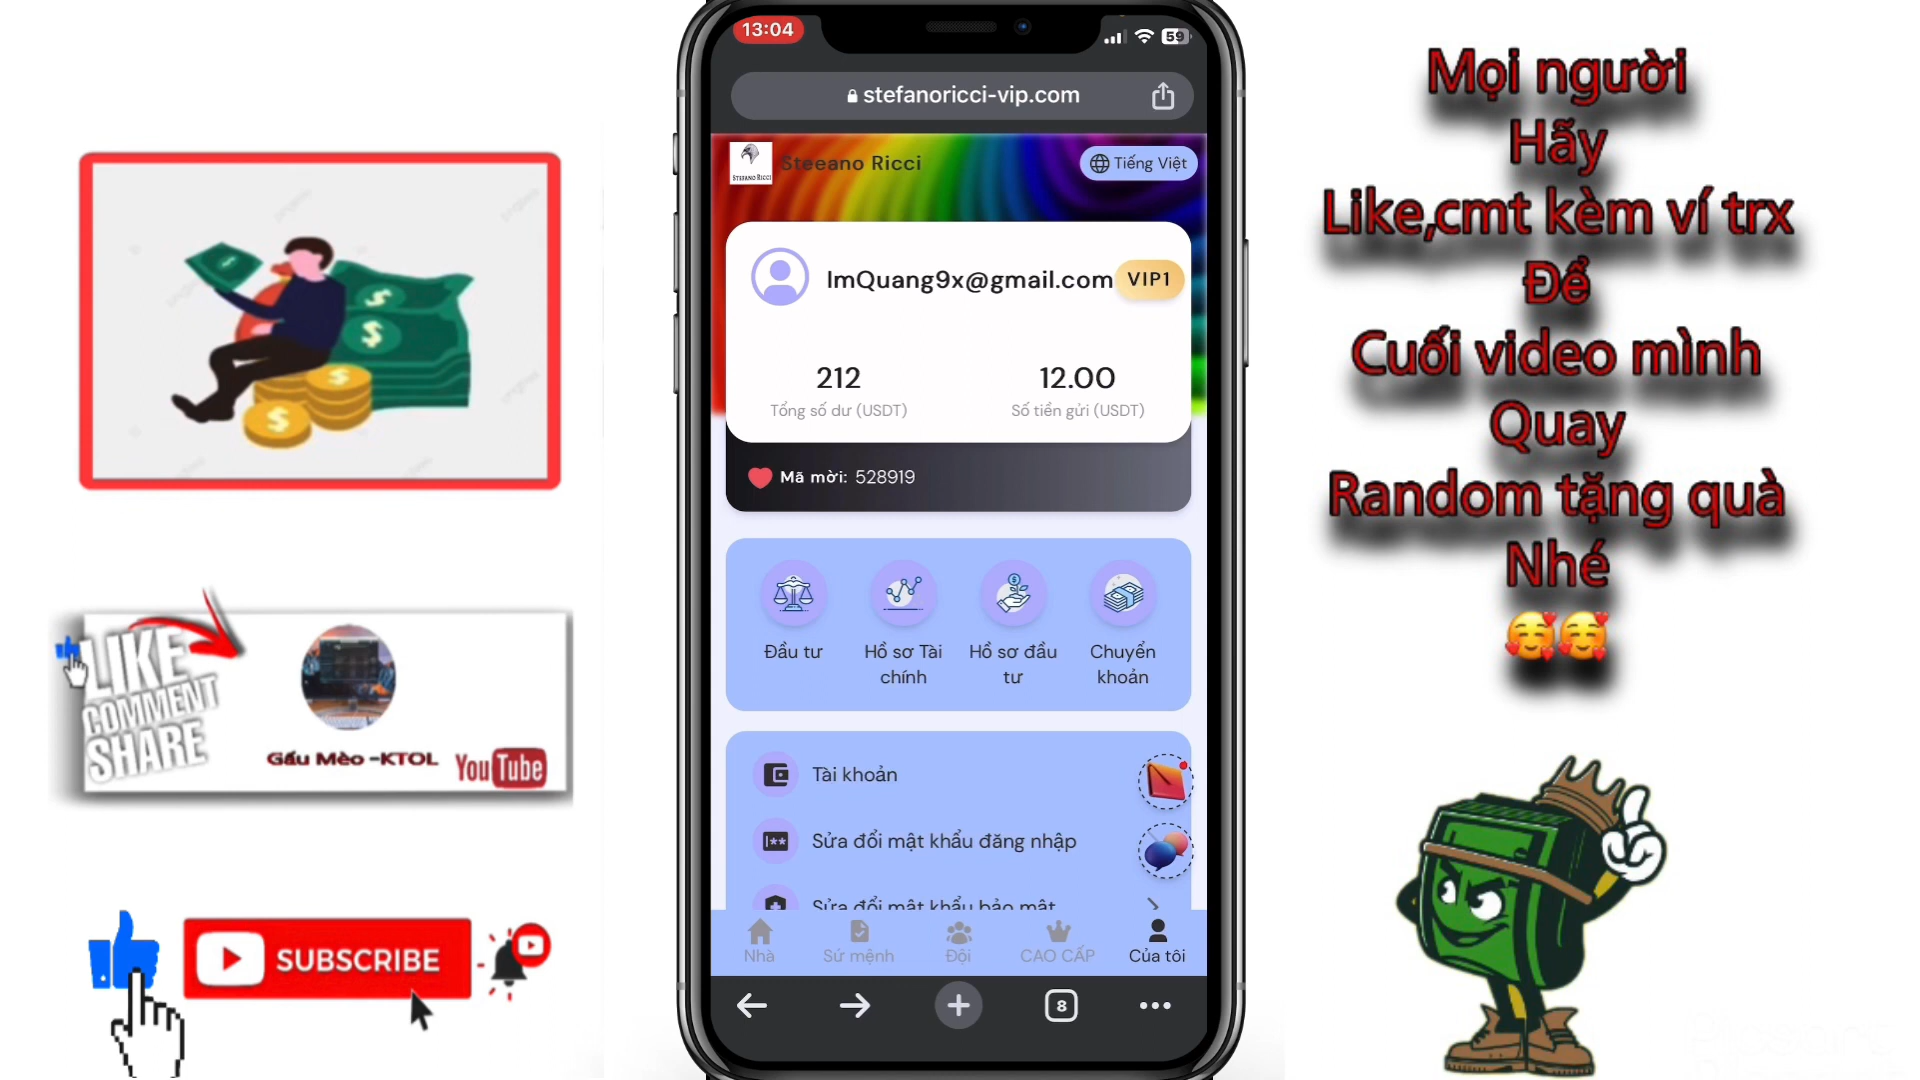 LIKE
COMMENT
SHARE
Gấu Mèo -KTOL
YouTube
SUBSCRIBE
13:04
59
stefanoricci-vip.com
STEFANO RICCI
Steeano Ricci
Tiếng Việt
ImQuang9x@gmail.com
VIP1
212
12.00
Tổng số dư (USDT)
Số tiền gửi (USDT)
Mã mời: 528919
Đầu tư
Hồ sơ Tài
chính
Hồ sơ đầu
tư
Chuyển
khoản
Tài khoản
Sửa đổi mật khẩu đăng nhập
Sửa đổi mật khẩu bảo mật
Nhà
Sứ mệnh
Đội
CAO CẤP
Của tôi
8
Mọi người
Hãy
Like,cmt kèm ví trx
Để
Cuối video mình
Quay
Random tặng quà
Nhé